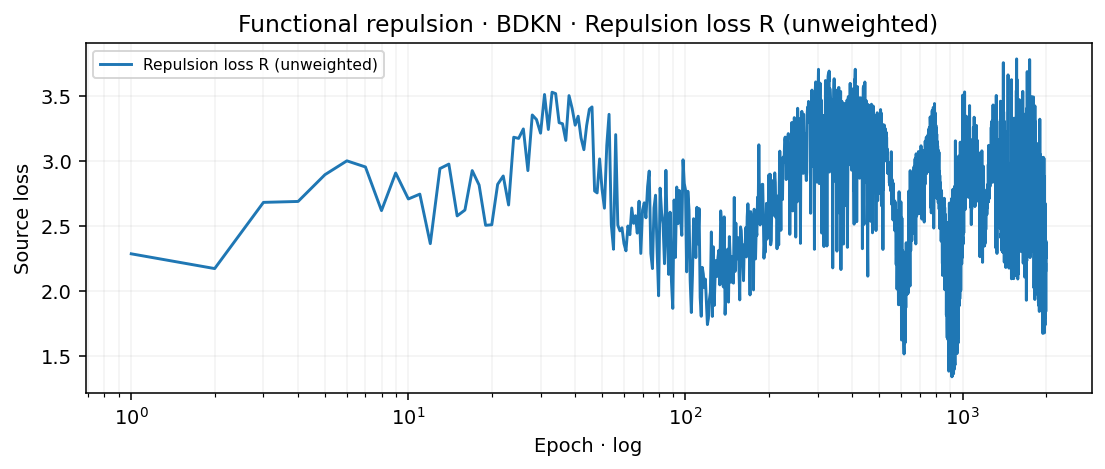 Functional repulsion · BDKN · Repulsion loss R (unweighted)
Repulsion loss R (unweighted)
Source loss
3.5
3.0
2.5
2.0
1.5
10⁰ 10¹ 10² 10³
Epoch · log